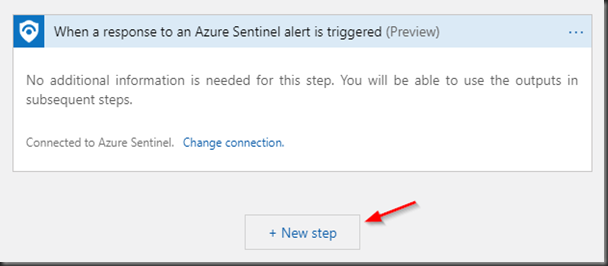 When a response to an Azure Sentinel alert is triggered (Preview) ...
No additional information is needed for this step. You will be able to use the outputs in
subsequent steps.
Connected to Azure Sentinel. Change connection.
+ New step